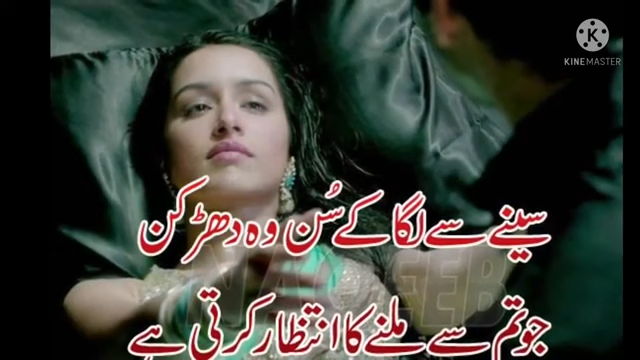 KINEMASTER
سینے سے لگا کے سُن وہ دھڑکن
جو تم سے ملنے کا انتظار کرتی ہے